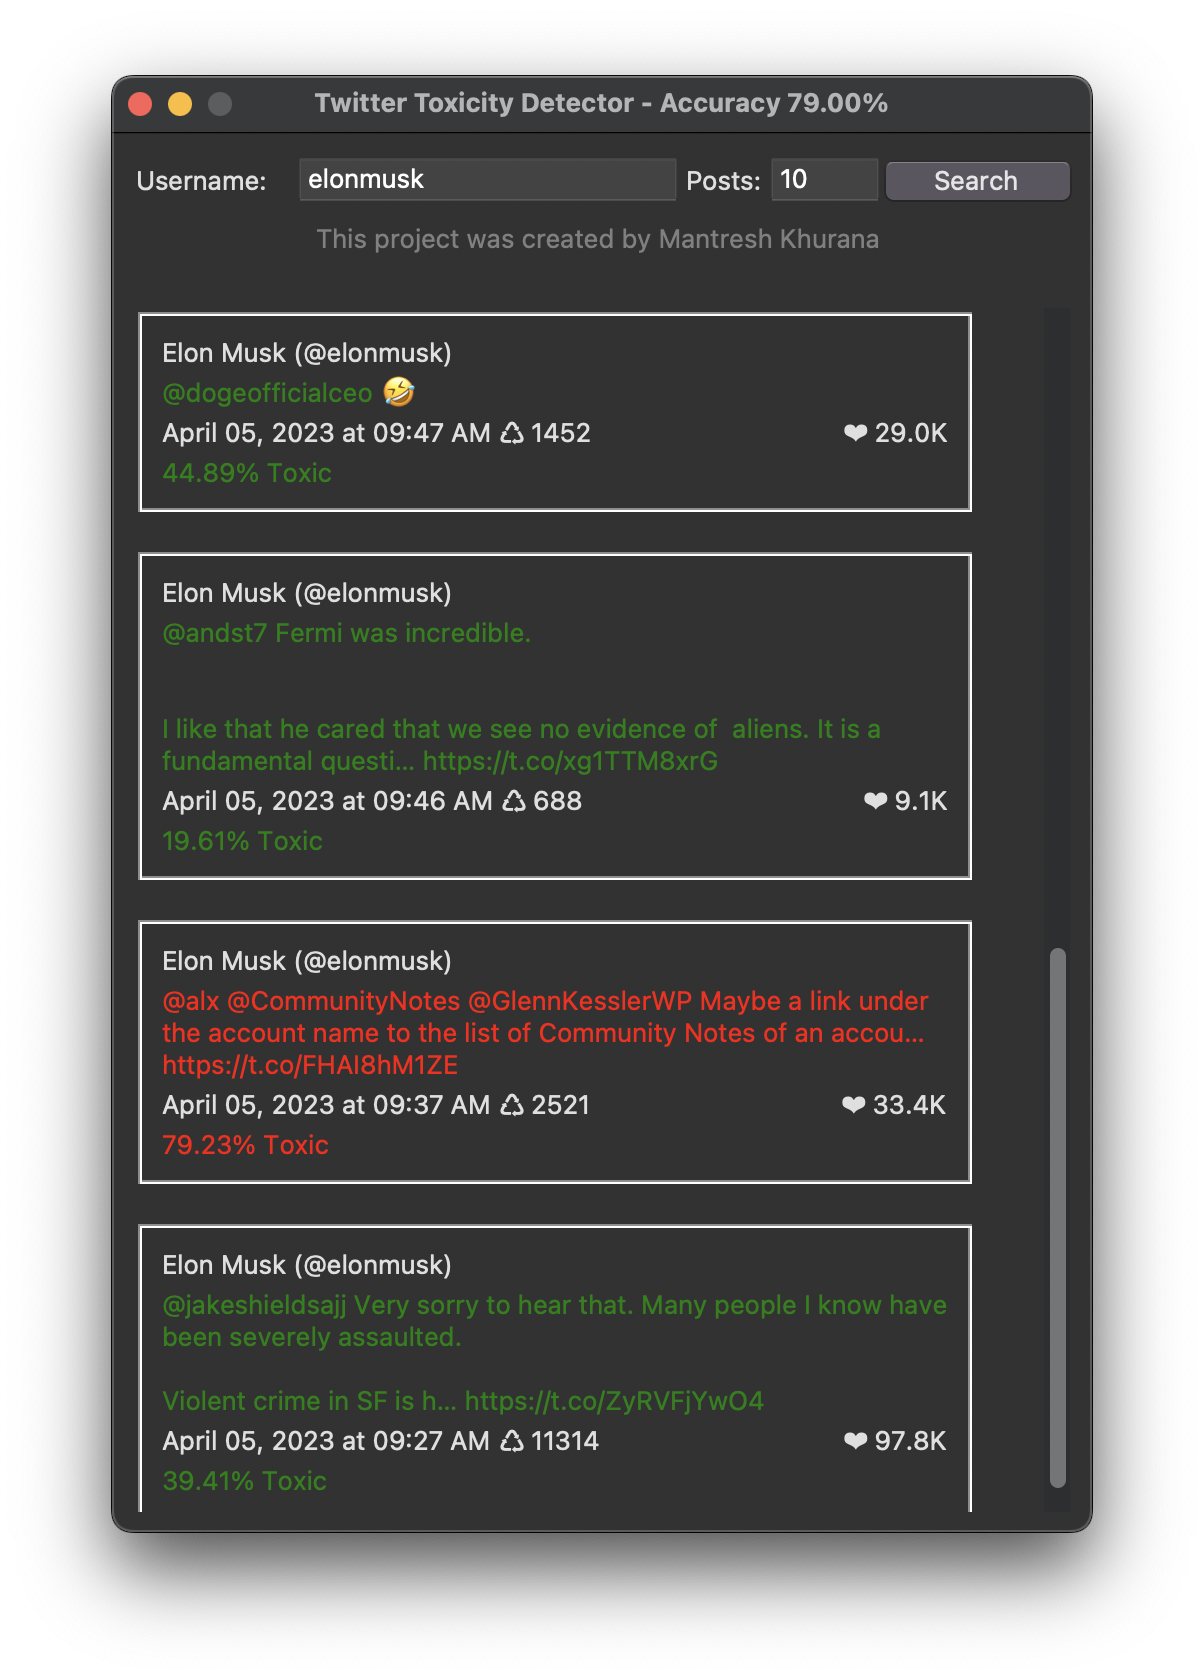 Twitter Toxicity Detector - Accuracy 79.00%
Username: elonmusk Posts: 10 Search
This project was created by Mantresh Khurana
Elon Musk (@elonmusk)
@dogeofficialceo 🤣
April 05, 2023 at 09:47 AM ♺ 1452 ❤ 29.0K
44.89% Toxic
Elon Musk (@elonmusk)
@andst7 Fermi was incredible.
I like that he cared that we see no evidence of  aliens. It is a
fundamental questi... https://t.co/xg1TTM8xrG
April 05, 2023 at 09:46 AM ♺ 688 ❤ 9.1K
19.61% Toxic
Elon Musk (@elonmusk)
@alx @CommunityNotes @GlennKesslerWP Maybe a link under
the account name to the list of Community Notes of an accou...
https://t.co/FHAI8hM1ZE
April 05, 2023 at 09:37 AM ♺ 2521 ❤ 33.4K
79.23% Toxic
Elon Musk (@elonmusk)
@jakeshieldsajj Very sorry to hear that. Many people I know have
been severely assaulted.
Violent crime in SF is h... https://t.co/ZyRVFjYwO4
April 05, 2023 at 09:27 AM ♺ 11314 ❤ 97.8K
39.41% Toxic